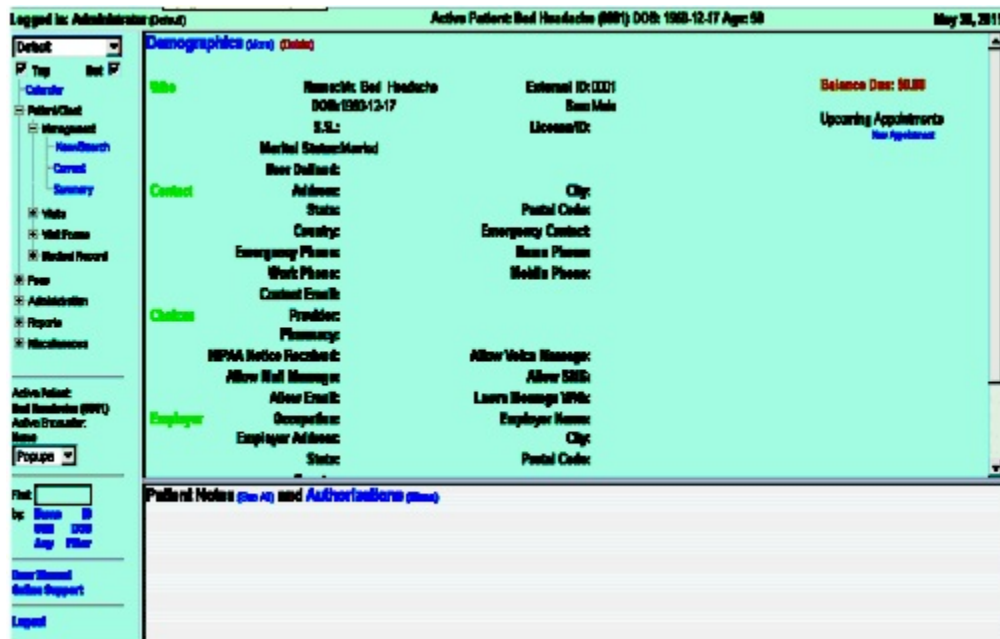 Logged in: Administrator (Default)
Active Patient: Bed Headache (0001) DOB: 1960-12-17 Age: 50
May 30, 2011
Default
Top Bot
Calendar
Patient/Client
Management
New/Search
Current
Summary
Visits
Visit Forms
Medical Record
Fees
Administration
Reports
Miscellaneous
Active Patient:
Bed Headache (0001)
Active Encounter:
None
Popups
Find:
by: Name ID
SSN DOB
Any Filter
User Manual
Online Support
Logout
Demographics (More) (Delete)
Who
Name: Mr. Bed Headache External ID: 0001
DOB: 1960-12-17 Sex: Male
S.S.: License/ID:
Marital Status: Married
User Defined:
Contact
Address: City:
State: Postal Code:
Country: Emergency Contact:
Emergency Phone: Home Phone:
Work Phone: Mobile Phone:
Contact Email:
Choices
Provider:
Pharmacy:
HIPAA Notice Received: Allow Voice Message:
Allow Mail Message: Allow SMS:
Allow Email: Leave Message With:
Employer
Occupation: Employer Name:
Employer Address: City:
State: Postal Code:
Balance Due: $0.00
Upcoming Appointments
New Appointment
Patient Notes (See All) and Authorizations